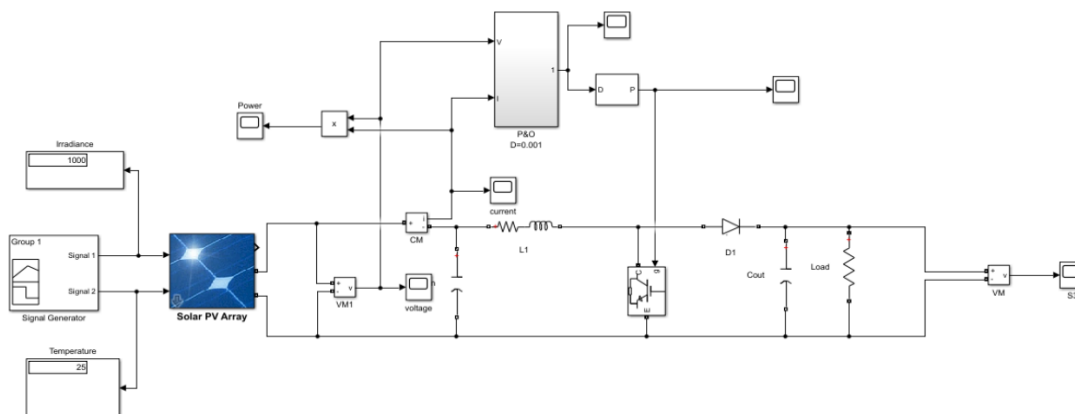 V
I
1
P&O
D=0.001
D
P
Power
x
Irradiance
1000
current
i
+
-
CM
L1
D1
Group 1
Signal 1
Signal 2
Signal Generator
Solar PV Array
+
-
v
VM1
voltage
C
g
E
Cout
Load
+
-
v
VM
Temperature
25